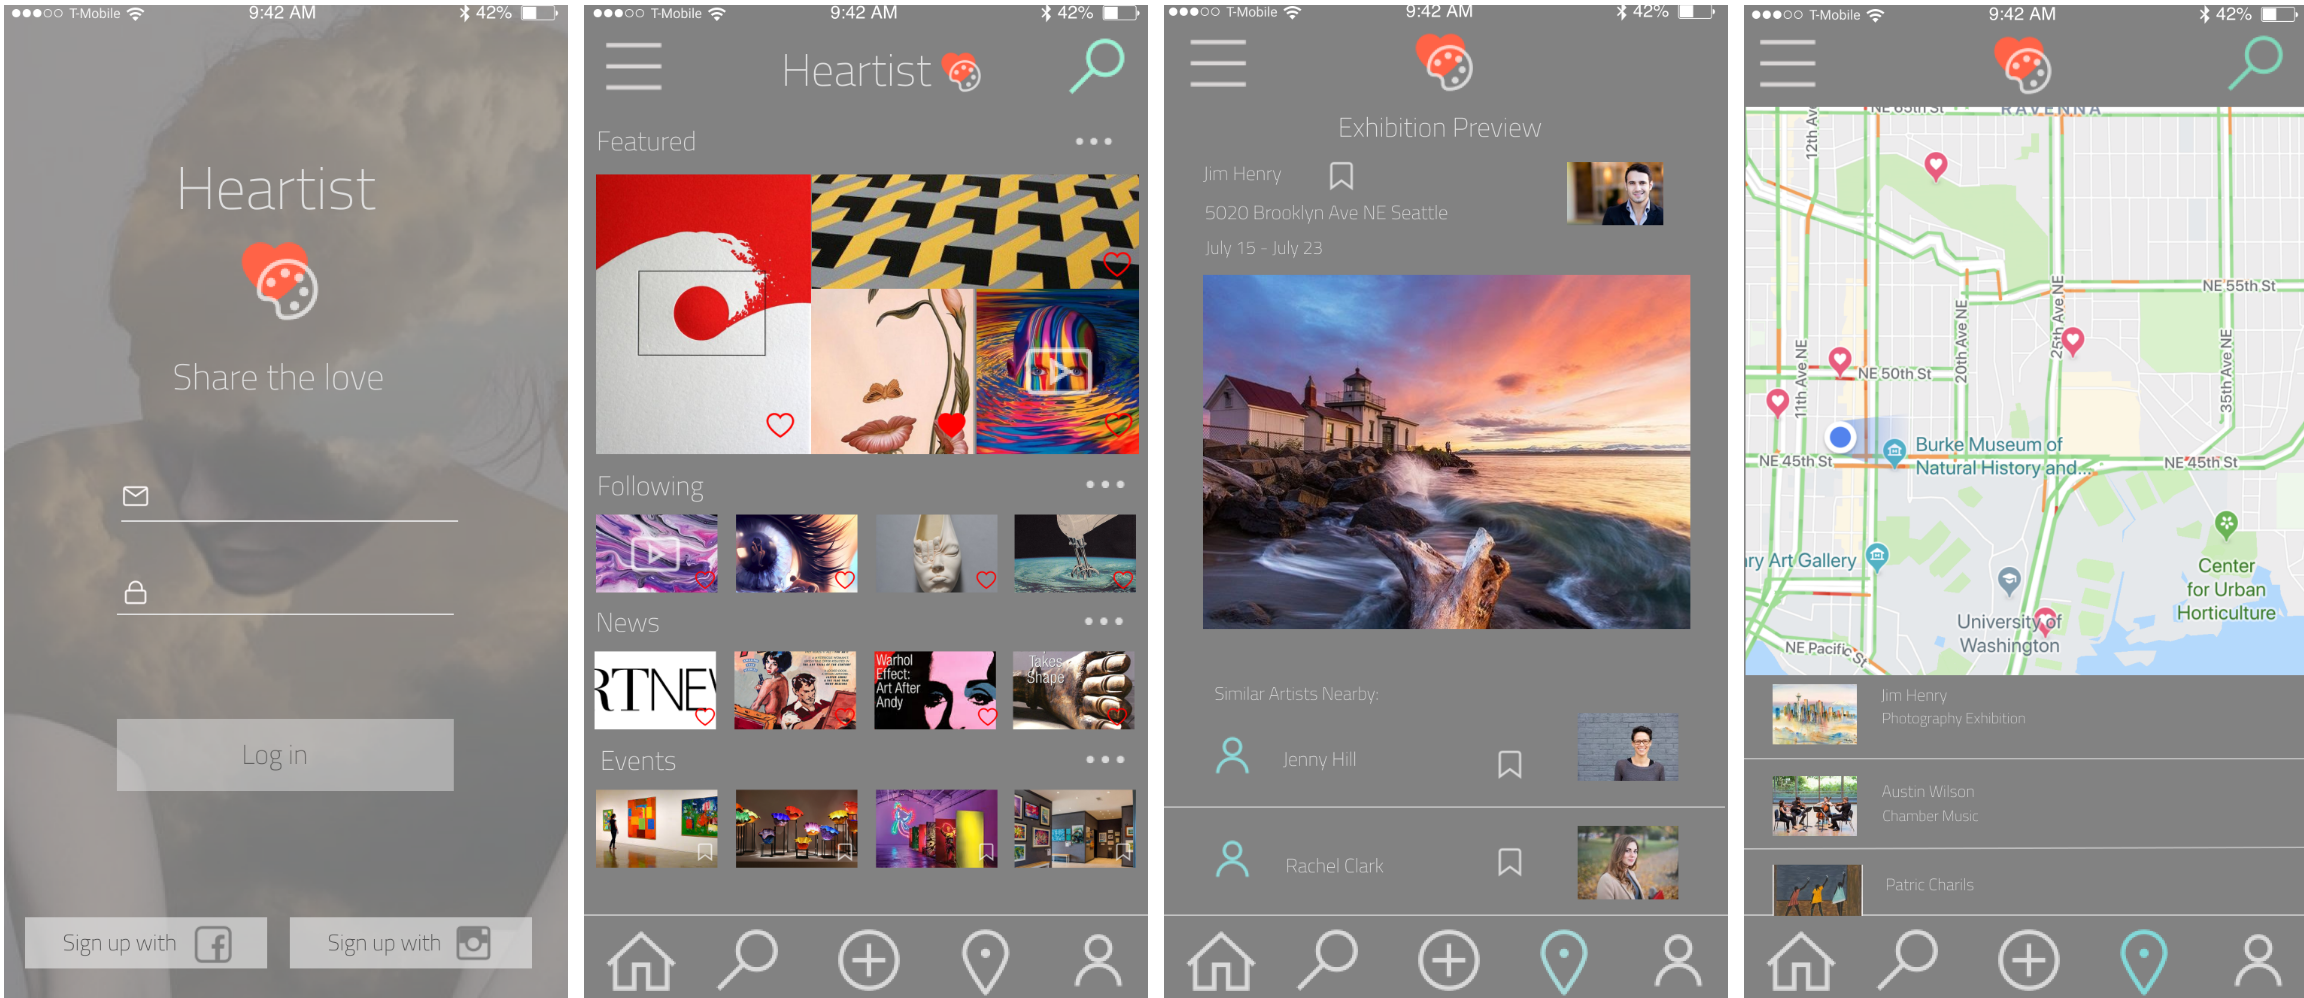 T-Mobile 9:42 AM 42%
Heartist
Share the love
Log in
Sign up with
Sign up with
T-Mobile 9:42 AM 42%
Heartist
Featured
Following
News
RTNEW
Warhol
Effect:
Art After
Andy
Takes
Shape
Events
T-Mobile 9:42 AM 42%
Exhibition Preview
Jim Henry
5020 Brooklyn Ave NE Seattle
July 15 - July 23
Similar Artists Nearby:
Jenny Hill
Rachel Clark
T-Mobile 9:42 AM 42%
NE 65th St
RAVENNA
12th Av
NE 55th St
25th Ave NE
20th Ave NE
35th Ave NE
11th Ave NE
NE 50th St
Burke Museum of
Natural History and...
NE 45th St
NE 45th St
ry Art Gallery
Center
for Urban
Horticulture
University of
Washington
NE Pacific St
Jim Henry
Photography Exhibition
Austin Wilson
Chamber Music
Patric Charils